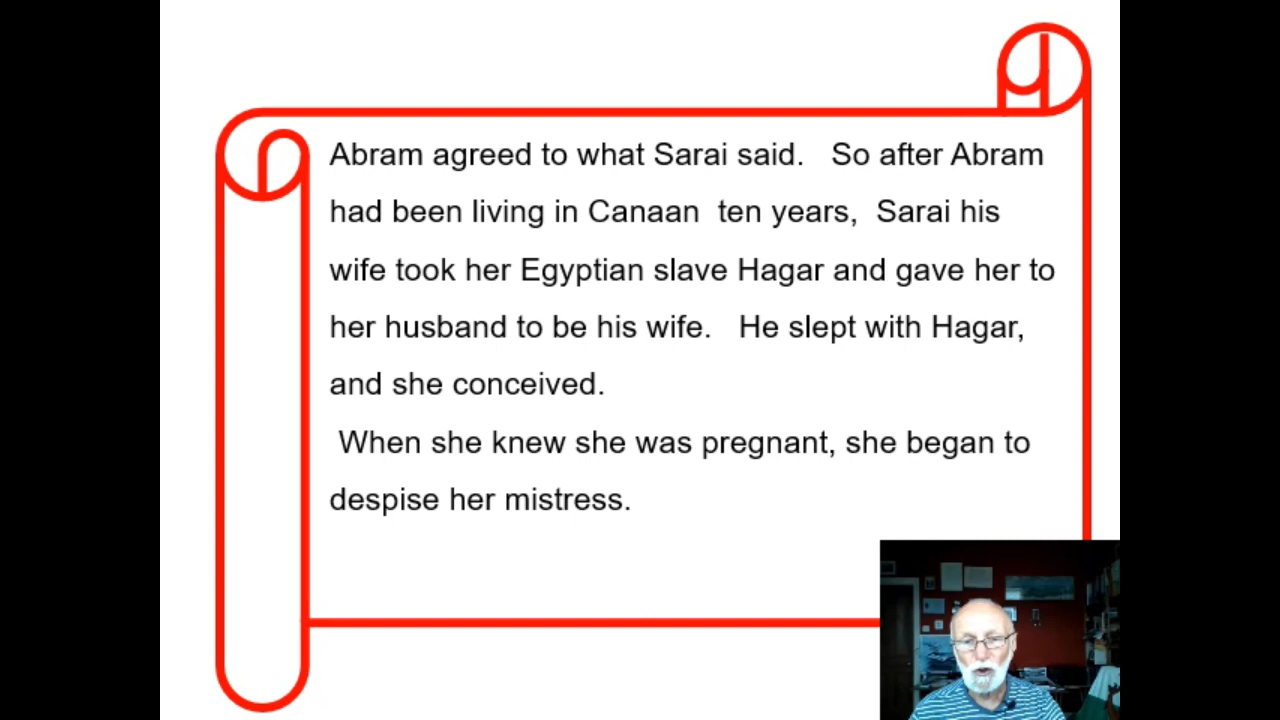 Abram agreed to what Sarai said.   So after Abram
had been living in Canaan  ten years,  Sarai his
wife took her Egyptian slave Hagar and gave her to
her husband to be his wife.   He slept with Hagar,
and she conceived.
When she knew she was pregnant, she began to
despise her mistress.